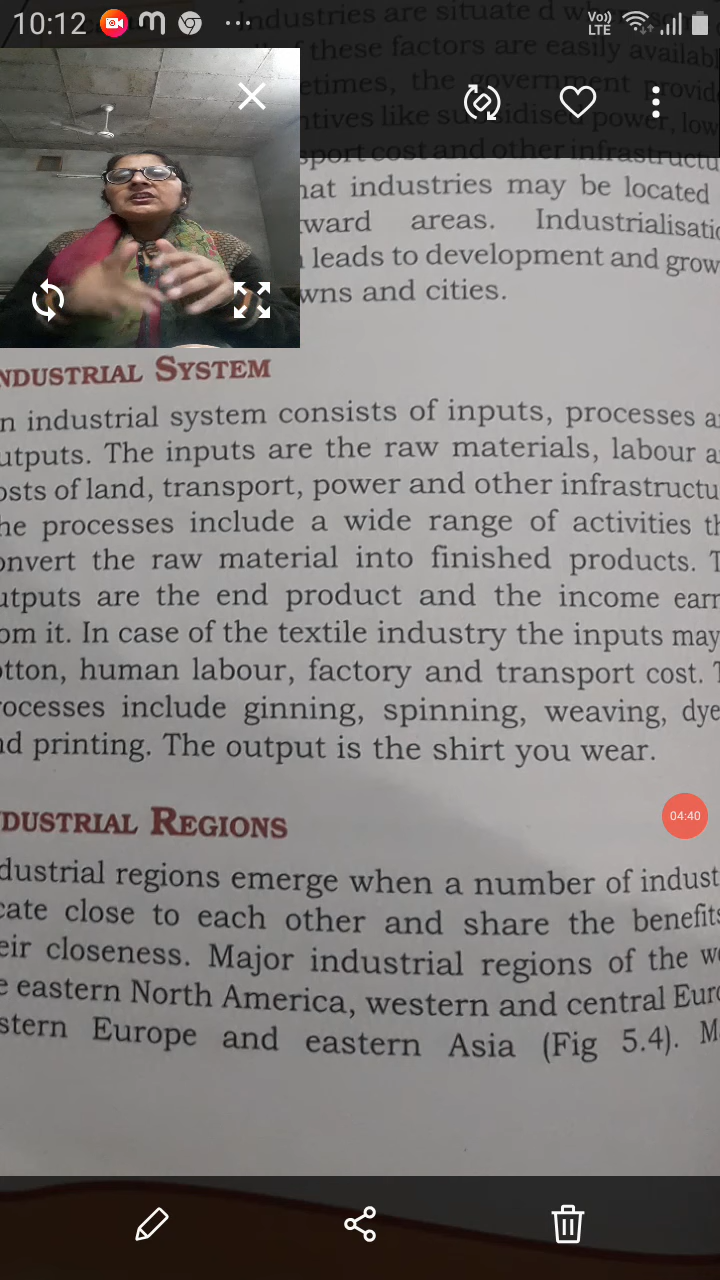 10:12
Vo))
LTE
industries are situate d
of these factors are easily
etimes, the government
ntives like subsidised power, low
sport cost and other infrastructu
hat industries may be located
ward areas. Industrialisatio
leads to development and grow
wns and cities.
NDUSTRIAL SYSTEM
n industrial system consists of inputs, processes a
utputs. The inputs are the raw materials, labour a
osts of land, transport, power and other infrastructu
he processes include a wide range of activities th
onvert the raw material into finished products. T
utputs are the end product and the income earn
om it. In case of the textile industry the inputs may
otton, human labour, factory and transport cost. T
rocesses include ginning, spinning, weaving, dye
nd printing. The output is the shirt you wear.
DUSTRIAL REGIONS
04:40
dustrial regions emerge when a number of indust
cate close to each other and share the benefits
eir closeness. Major industrial regions of the wo
e eastern North America, western and central Euro
stern Europe and eastern Asia (Fig 5.4). M